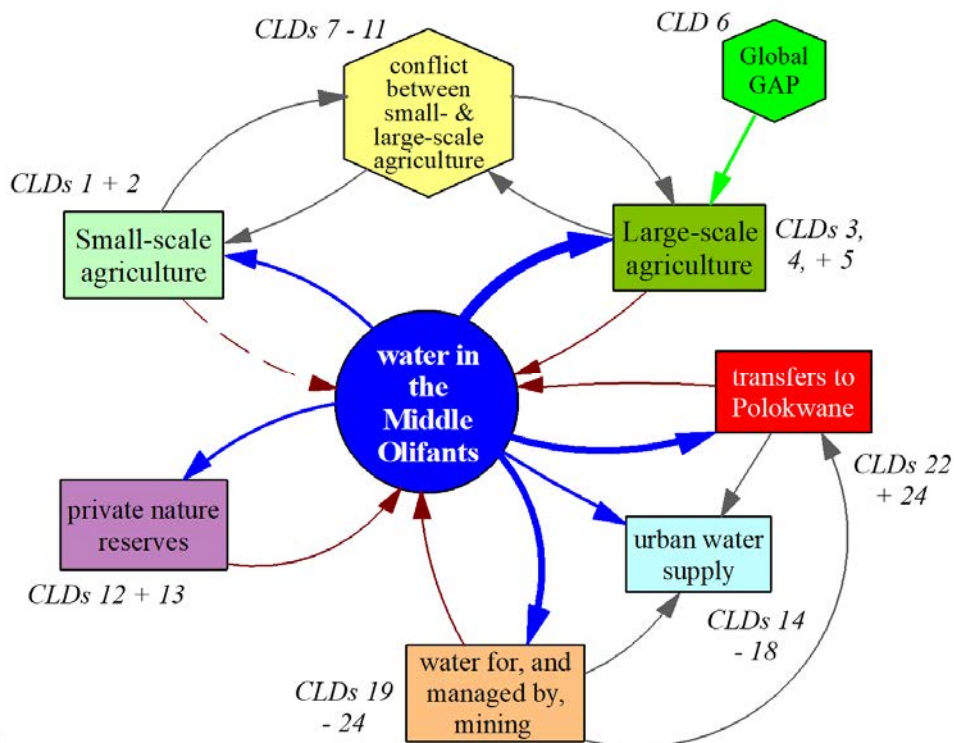 CLDs 7 - 11
conflict
between
small- &
large-scale
agriculture
CLD 6
Global
GAP
CLDs 1 + 2
Small-scale
agriculture
Large-scale
agriculture
CLDs 3,
4, + 5
water in
the
Middle
Olifants
transfers to
Polokwane
CLDs 22
+ 24
private nature
reserves
CLDs 12 + 13
urban water
supply
CLDs 14
- 18
water for, and
managed by,
mining
CLDs 19
- 24